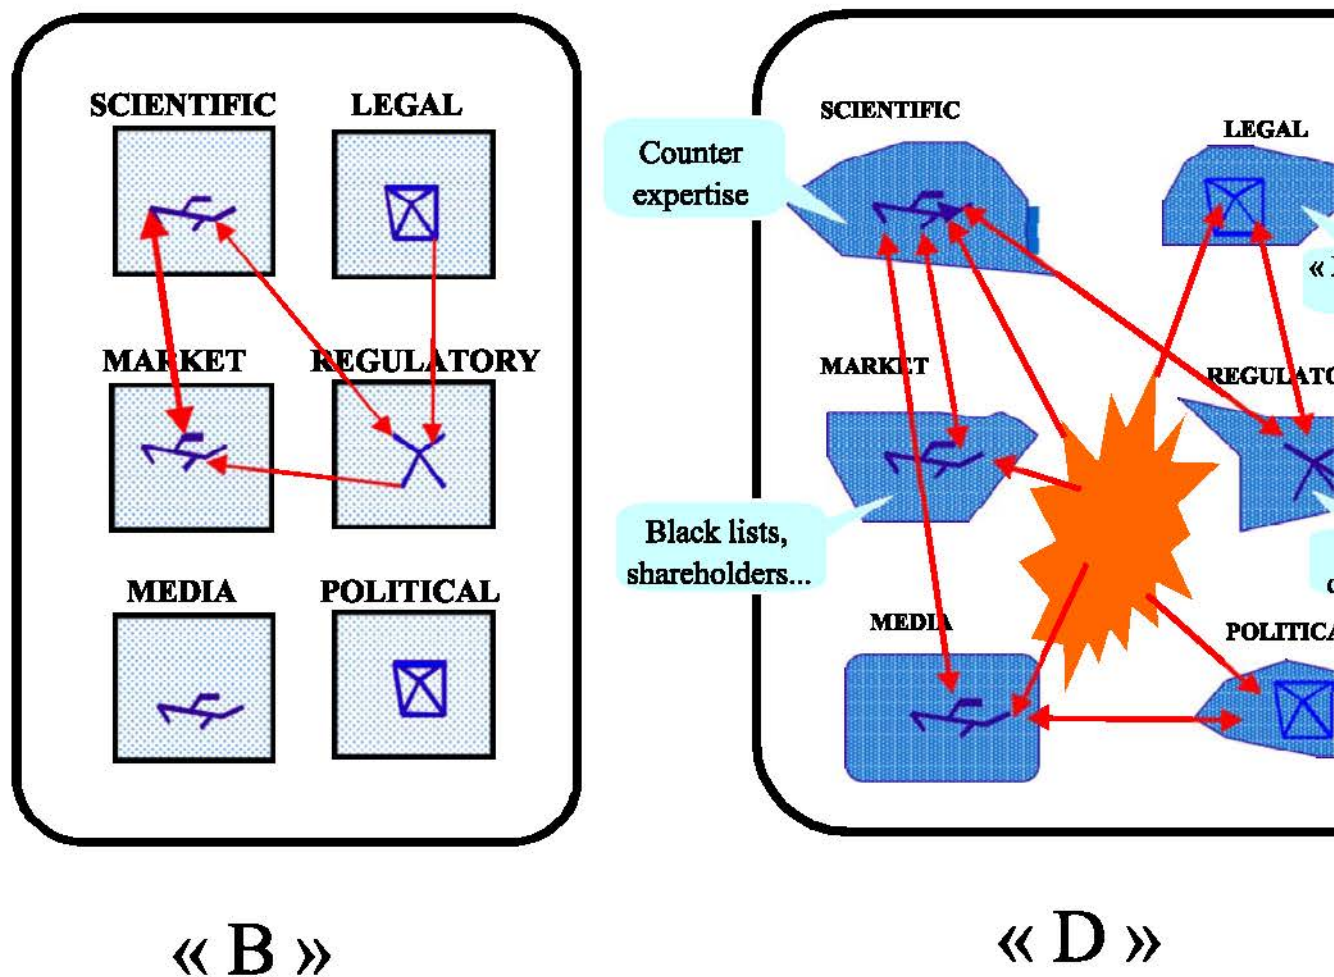 SCIENTIFIC LEGAL
MARKET REGULATORY
MEDIA POLITICAL
« B »
SCIENTIFIC
LEGAL
Counter
expertise
«
MARKET
Black lists,
shareholders...
MEDIA
« D »